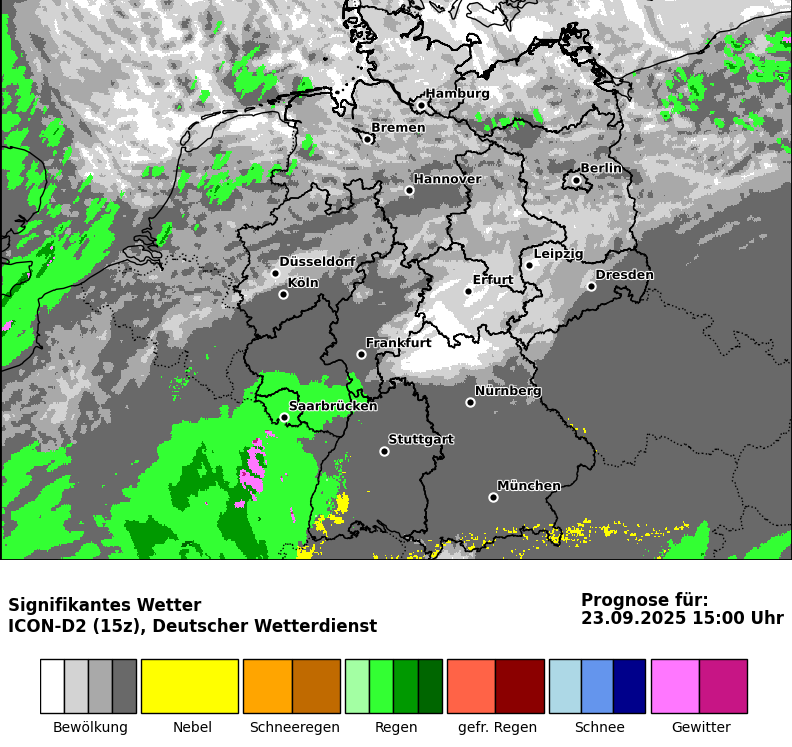 Hamburg
Bremen
Berlin
Hannover
Leipzig
Düsseldorf
Dresden
Erfurt
Köln
Frankfurt
Nürnberg
Saarbrücken
Stuttgart
München
Signifikantes Wetter
ICON-D2 (15z), Deutscher Wetterdienst
Prognose für:
23.09.2025 15:00 Uhr
Bewölkung Nebel Schneeregen Regen gefr. Regen Schnee Gewitter